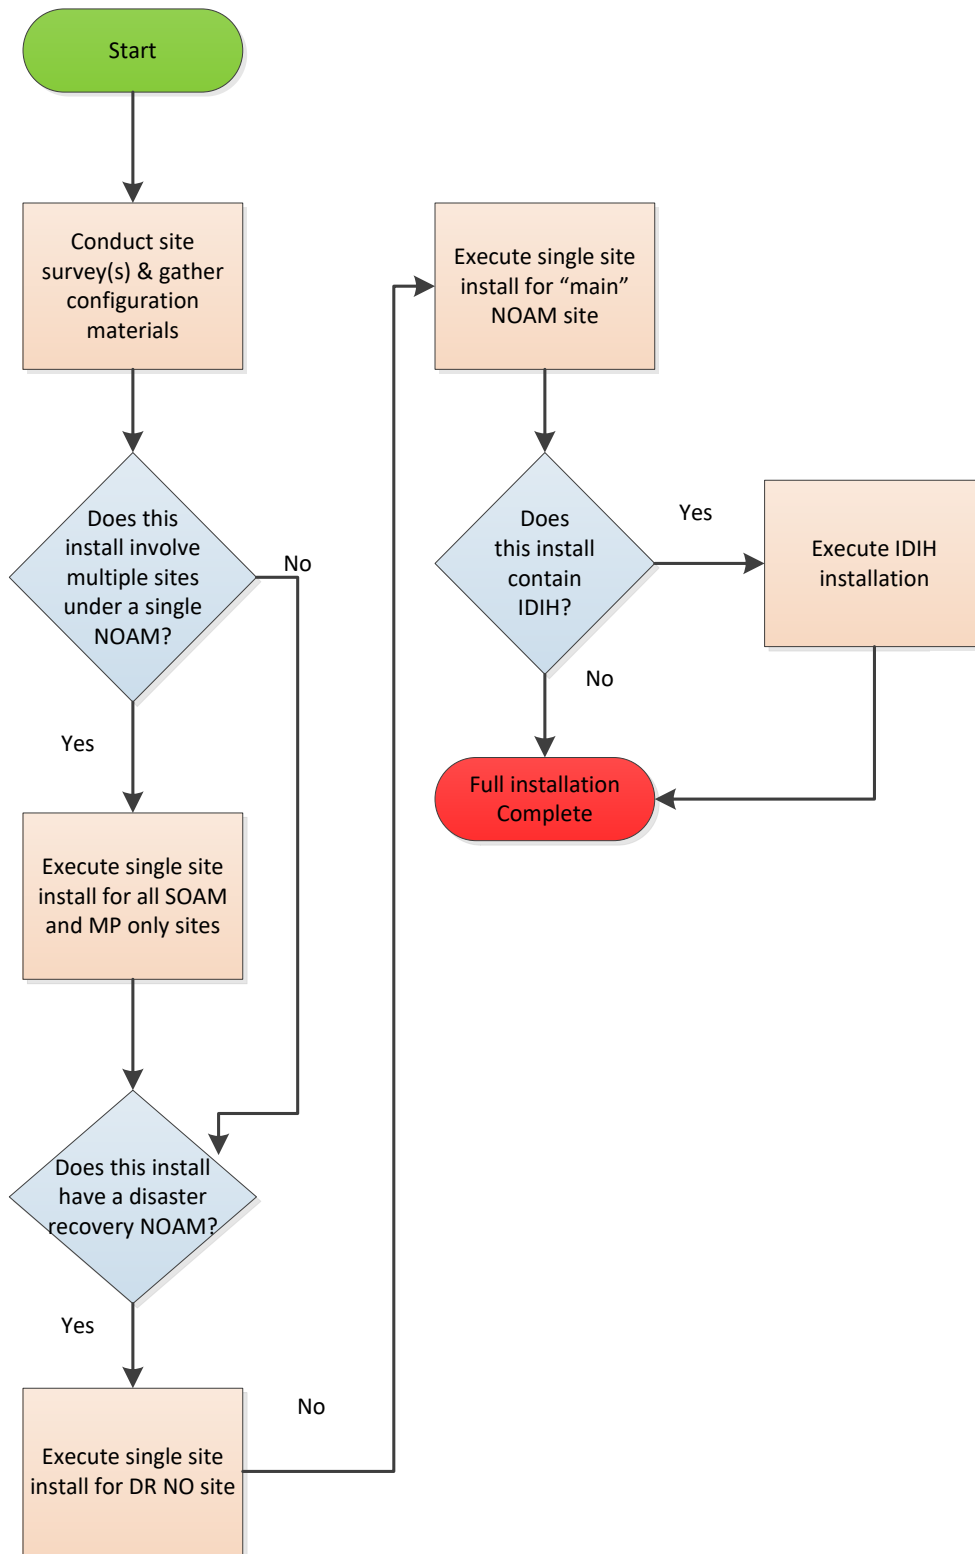 Start
Conduct site
survey(s) & gather
configuration
materials
Does this
install involve
multiple sites
under a single
NOAM?
No
Yes
Execute single site
install for all SOAM
and MP only sites
Does this install
have a disaster
recovery NOAM?
Yes
No
Execute single site
install for DR NO site
Execute single site
install for “main”
NOAM site
Does
this install
contain
IDIH?
Yes
No
Execute IDIH
installation
Full installation
Complete